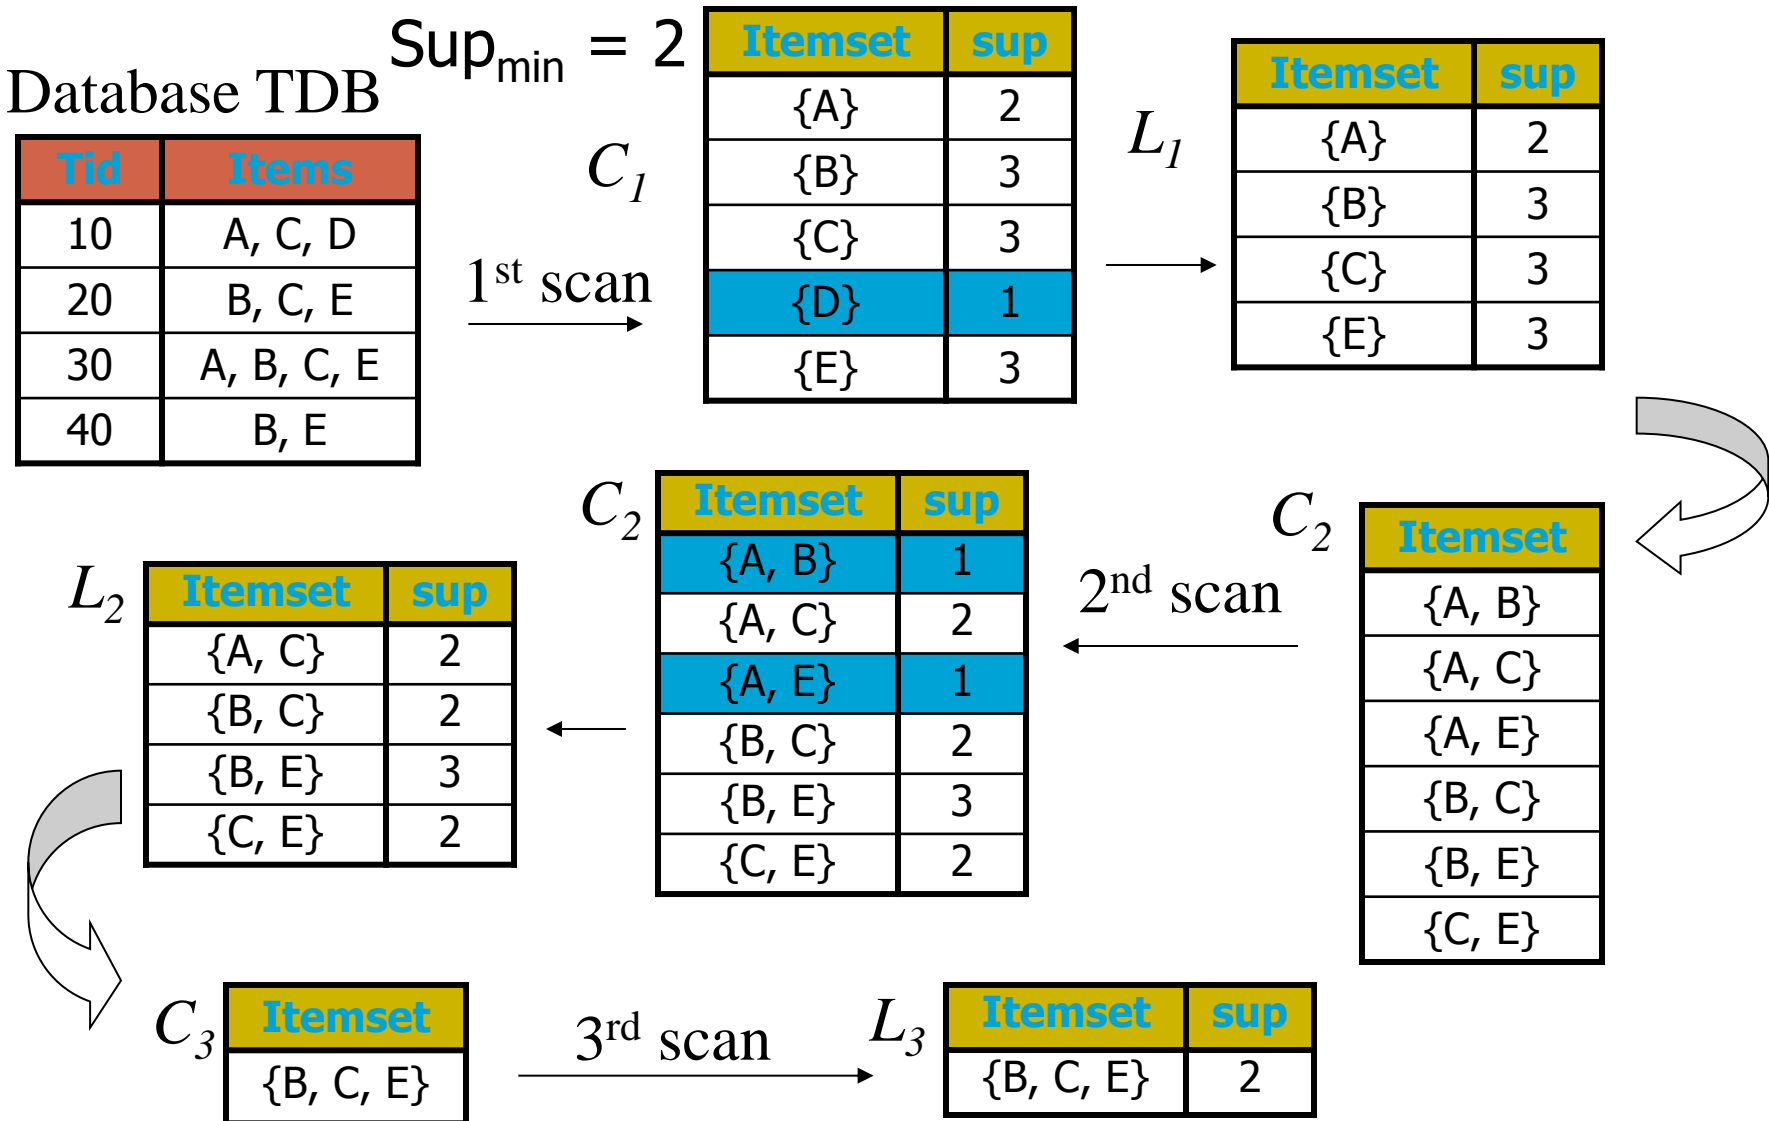 Sup_min = 2
Database TDB
Tid Items
10 A, C, D
20 B, C, E
30 A, B, C, E
40 B, E
1st scan
C1
Itemset sup
{A} 2
{B} 3
{C} 3
{D} 1
{E} 3
L1
Itemset sup
{A} 2
{B} 3
{C} 3
{E} 3
C2
Itemset
{A, B}
{A, C}
{A, E}
{B, C}
{B, E}
{C, E}
2nd scan
C2
Itemset sup
{A, B} 1
{A, C} 2
{A, E} 1
{B, C} 2
{B, E} 3
{C, E} 2
L2
Itemset sup
{A, C} 2
{B, C} 2
{B, E} 3
{C, E} 2
C3
Itemset
{B, C, E}
3rd scan
L3
Itemset sup
{B, C, E} 2